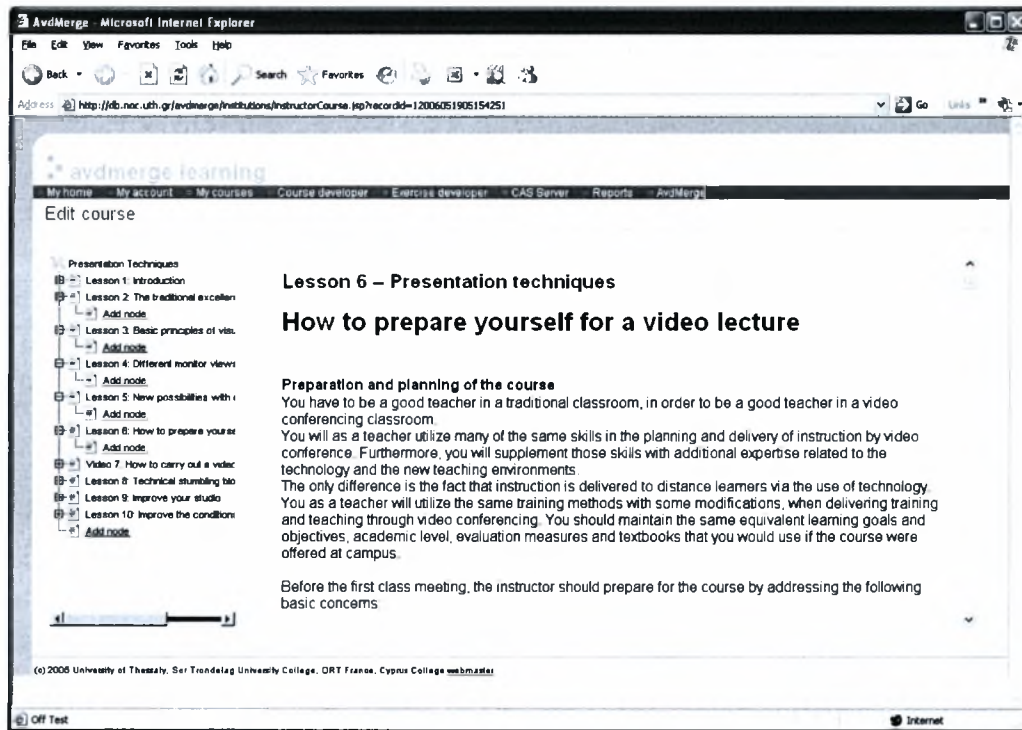 AvdMerge - Microsoft Internet Explorer
File Edit View Favorites Tools Help
Back Search Favorites
Address http://db.noc.uth.gr/avdmerge/institutions/instructorCourse.jsp?recordId=12006051905154251 Go Links
avdmerge learning
My home My account My courses Course developer Exercise developer CAS Server Reports AvdMerge
Edit course
Presentation Techniques
Lesson 1: Introduction
Lesson 2: The traditional excellen
Add node
Lesson 3: Basic principles of visu
Add node
Lesson 4: Different monitor views
Add node
Lesson 5: New possibilities with
Add node
Lesson 6: How to prepare yourse
Add node
Video 7: How to carry out a videc
Lesson 8: Technical stumbling blo
Lesson 9: Improve your studio
Lesson 10: Improve the conditions
Add node
Lesson 6 – Presentation techniques
How to prepare yourself for a video lecture
Preparation and planning of the course
You have to be a good teacher in a traditional classroom, in order to be a good teacher in a video
conferencing classroom.
You will as a teacher utilize many of the same skills in the planning and delivery of instruction by video
conference. Furthermore, you will supplement those skills with additional expertise related to the
technology and the new teaching environments.
The only difference is the fact that instruction is delivered to distance learners via the use of technology.
You as a teacher will utilize the same training methods with some modifications, when delivering training
and teaching through video conferencing. You should maintain the same equivalent learning goals and
objectives, academic level, evaluation measures and textbooks that you would use if the course were
offered at campus.
Before the first class meeting, the instructor should prepare for the course by addressing the following
basic concerns
(c) 2006 University of Thessaly, Sor Trondelag University College, ORT France, Cyprus College webmaster
Off Test Internet